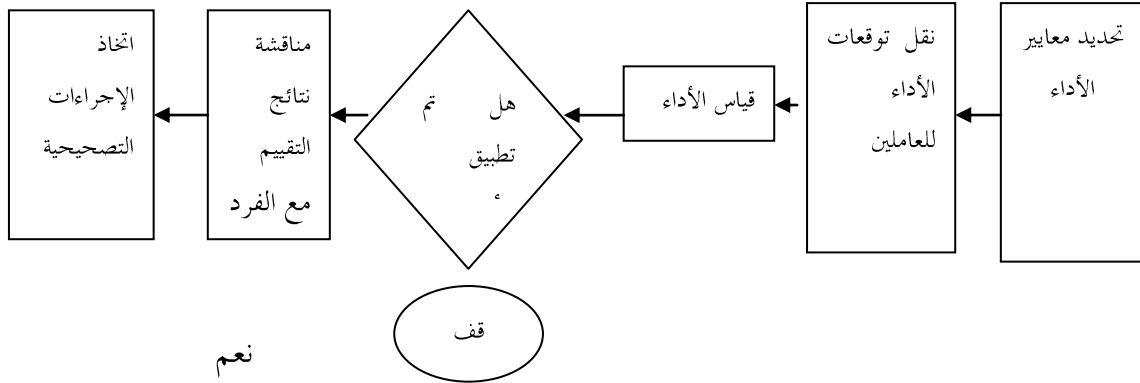 تحديد معايير
الأداء
نقل توقعات
الأداء
للعاملين
قياس الأداء
هل تم
تطبيق
مناقشة
نتائج
التقييم
مع الفرد
اتخاذ
الإجراءات
التصحيحية
قف
نعم